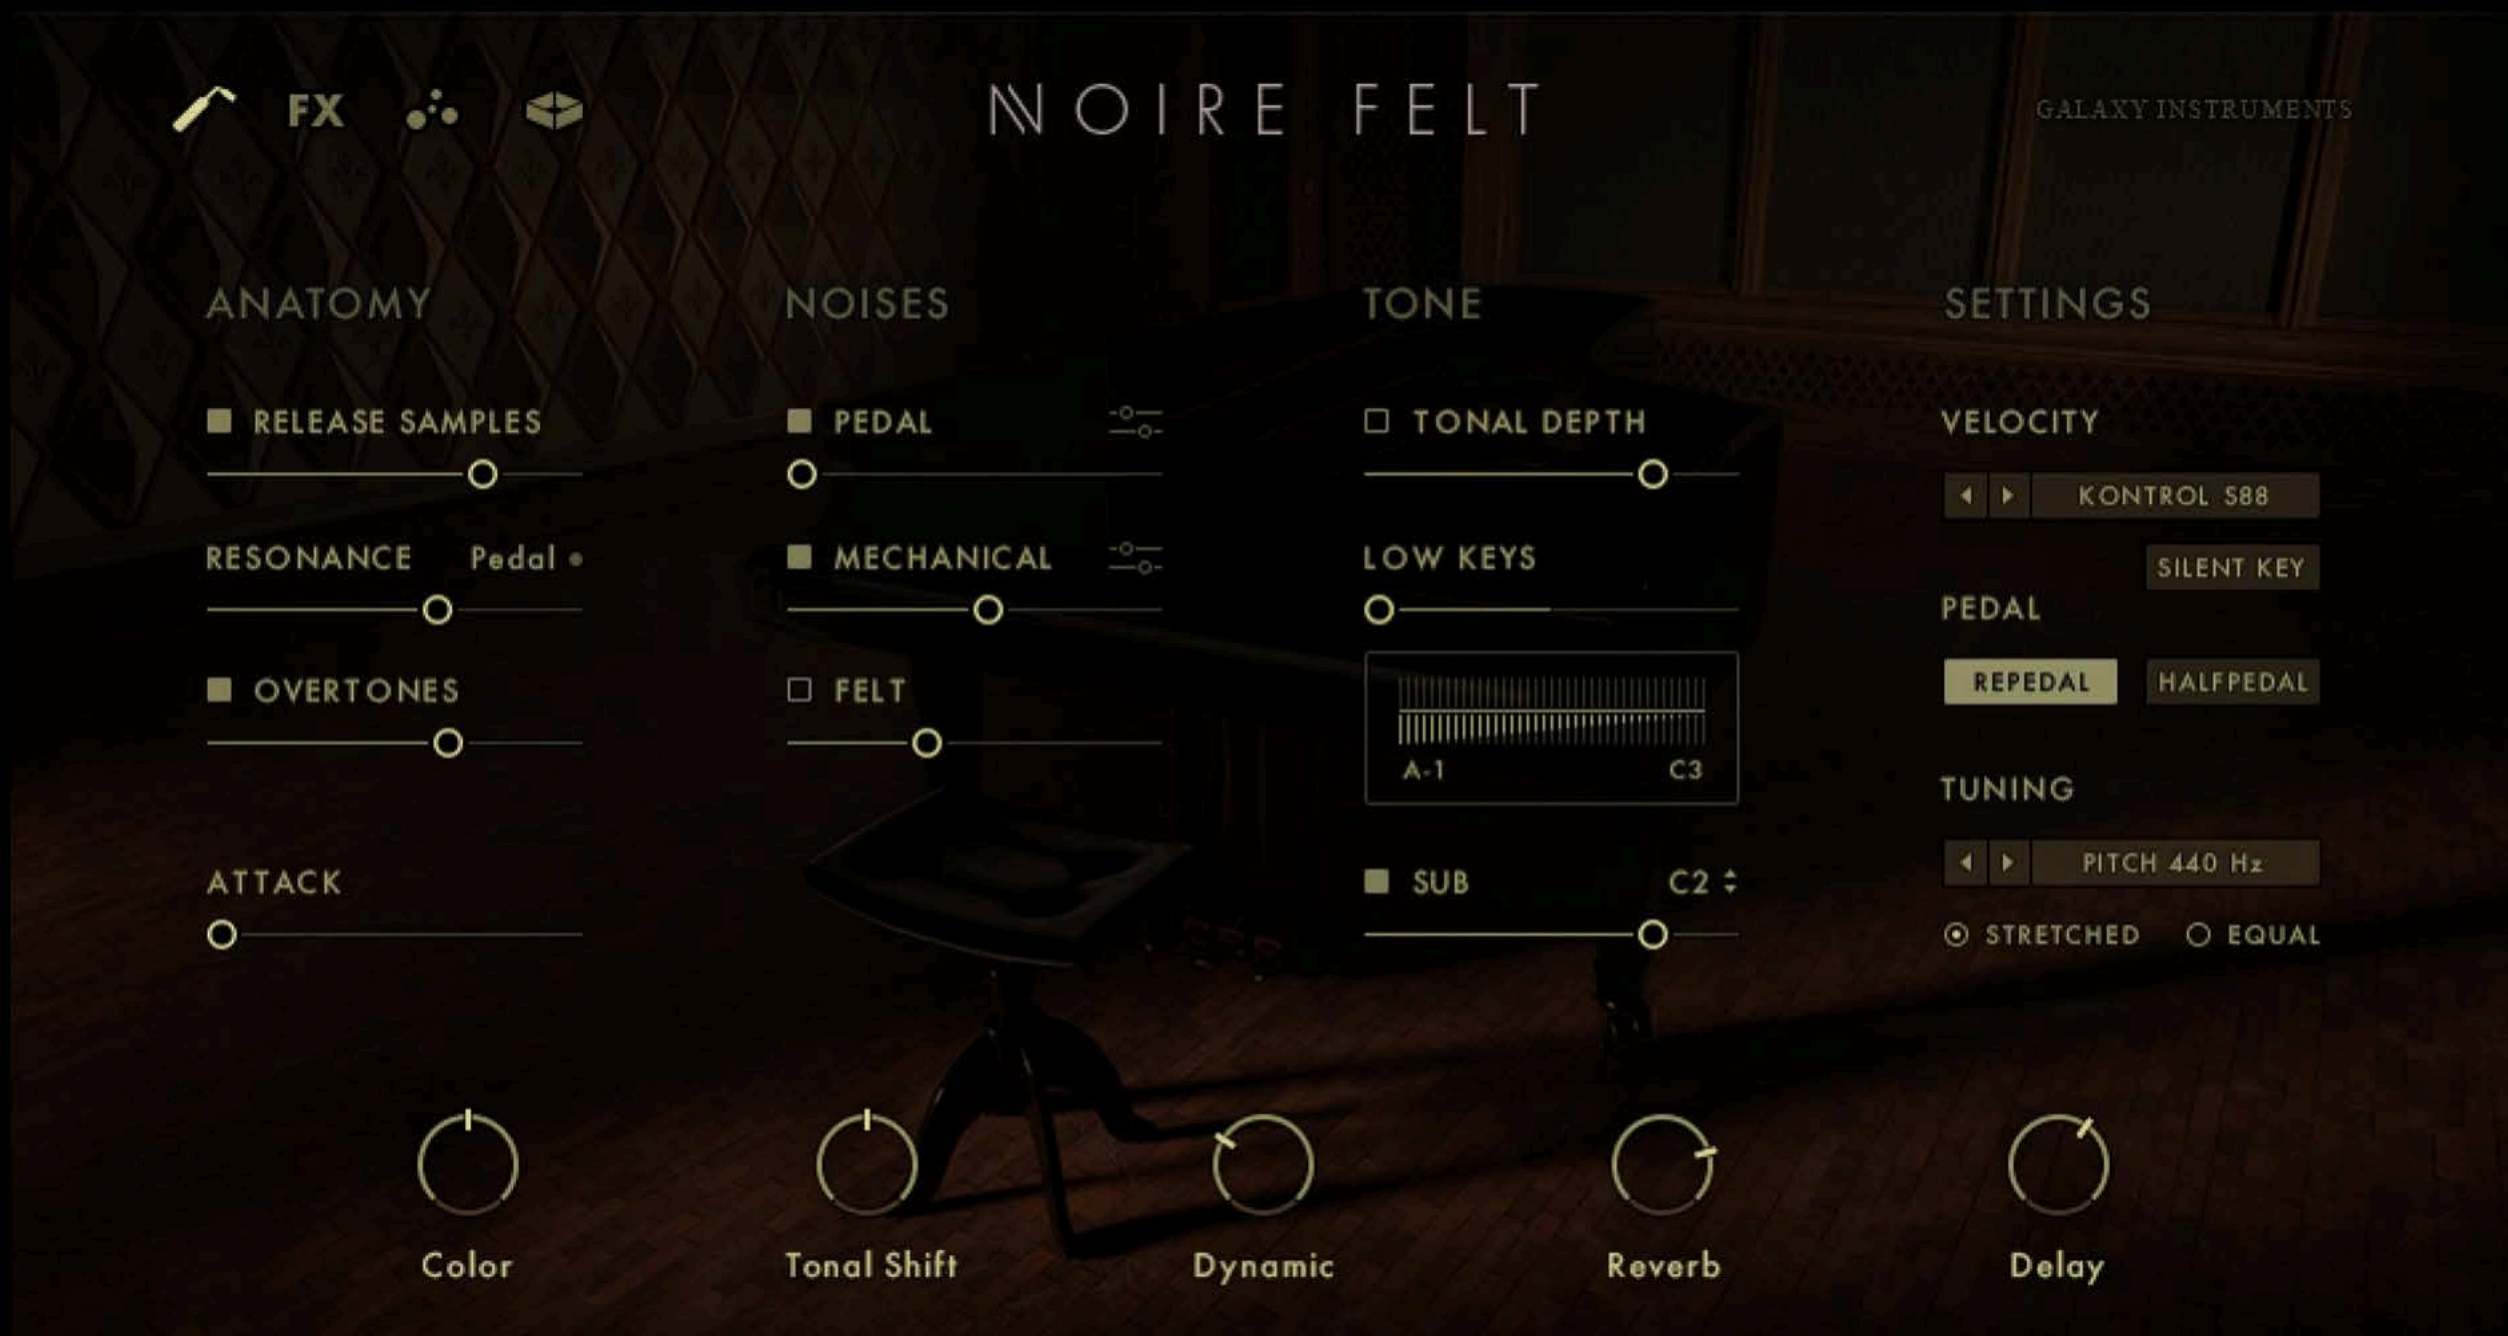 FX
NOIRE FELT
GALAXY INSTRUMENTS
ANATOMY
RELEASE SAMPLES
RESONANCE Pedal
OVERTONES
ATTACK
NOISES
PEDAL
MECHANICAL
FELT
TONE
TONAL DEPTH
LOW KEYS
A-1 C3
SUB C2
SETTINGS
VELOCITY
KONTROL S88
SILENT KEY
PEDAL
REPEDAL HALFPEDAL
TUNING
PITCH 440 Hz
STRETCHED EQUAL
Color Tonal Shift Dynamic Reverb Delay